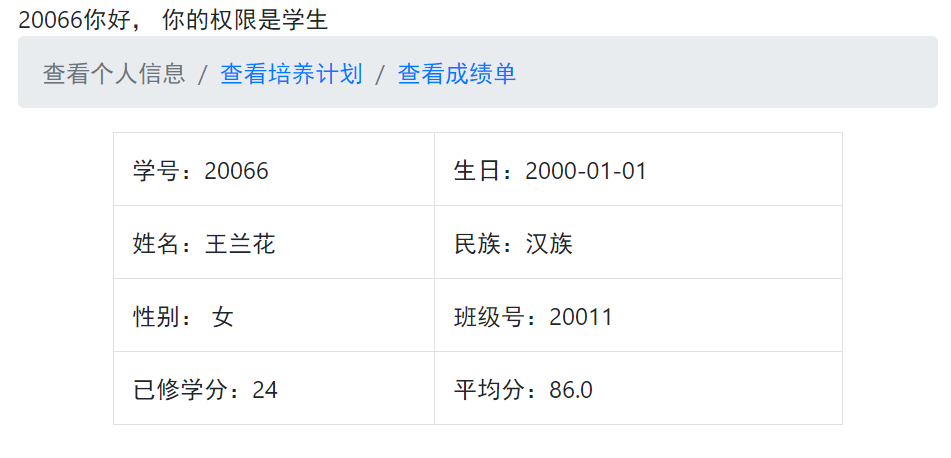 20066你好， 你的权限是学生
查看个人信息 / 查看培养计划 / 查看成绩单
学号：20066 生日：2000-01-01
姓名：王兰花 民族：汉族
性别： 女 班级号：20011
已修学分：24 平均分：86.0